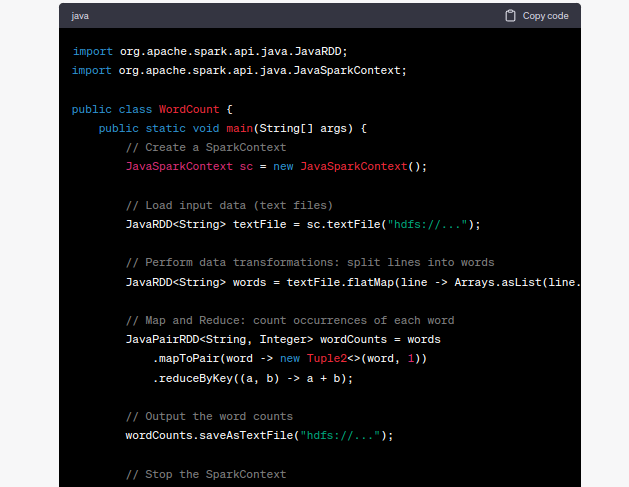 java
Copy code
import org.apache.spark.api.java.JavaRDD;
import org.apache.spark.api.java.JavaSparkContext;
public class WordCount {
public static void main(String[] args) {
// Create a SparkContext
JavaSparkContext sc = new JavaSparkContext();
// Load input data (text files)
JavaRDD<String> textFile = sc.textFile("hdfs://...");
// Perform data transformations: split lines into words
JavaRDD<String> words = textFile.flatMap(line -> Arrays.asList(line.
// Map and Reduce: count occurrences of each word
JavaPairRDD<String, Integer> wordCounts = words
.mapToPair(word -> new Tuple2<>(word, 1))
.reduceByKey((a, b) -> a + b);
// Output the word counts
wordCounts.saveAsTextFile("hdfs://...");
// Stop the SparkContext